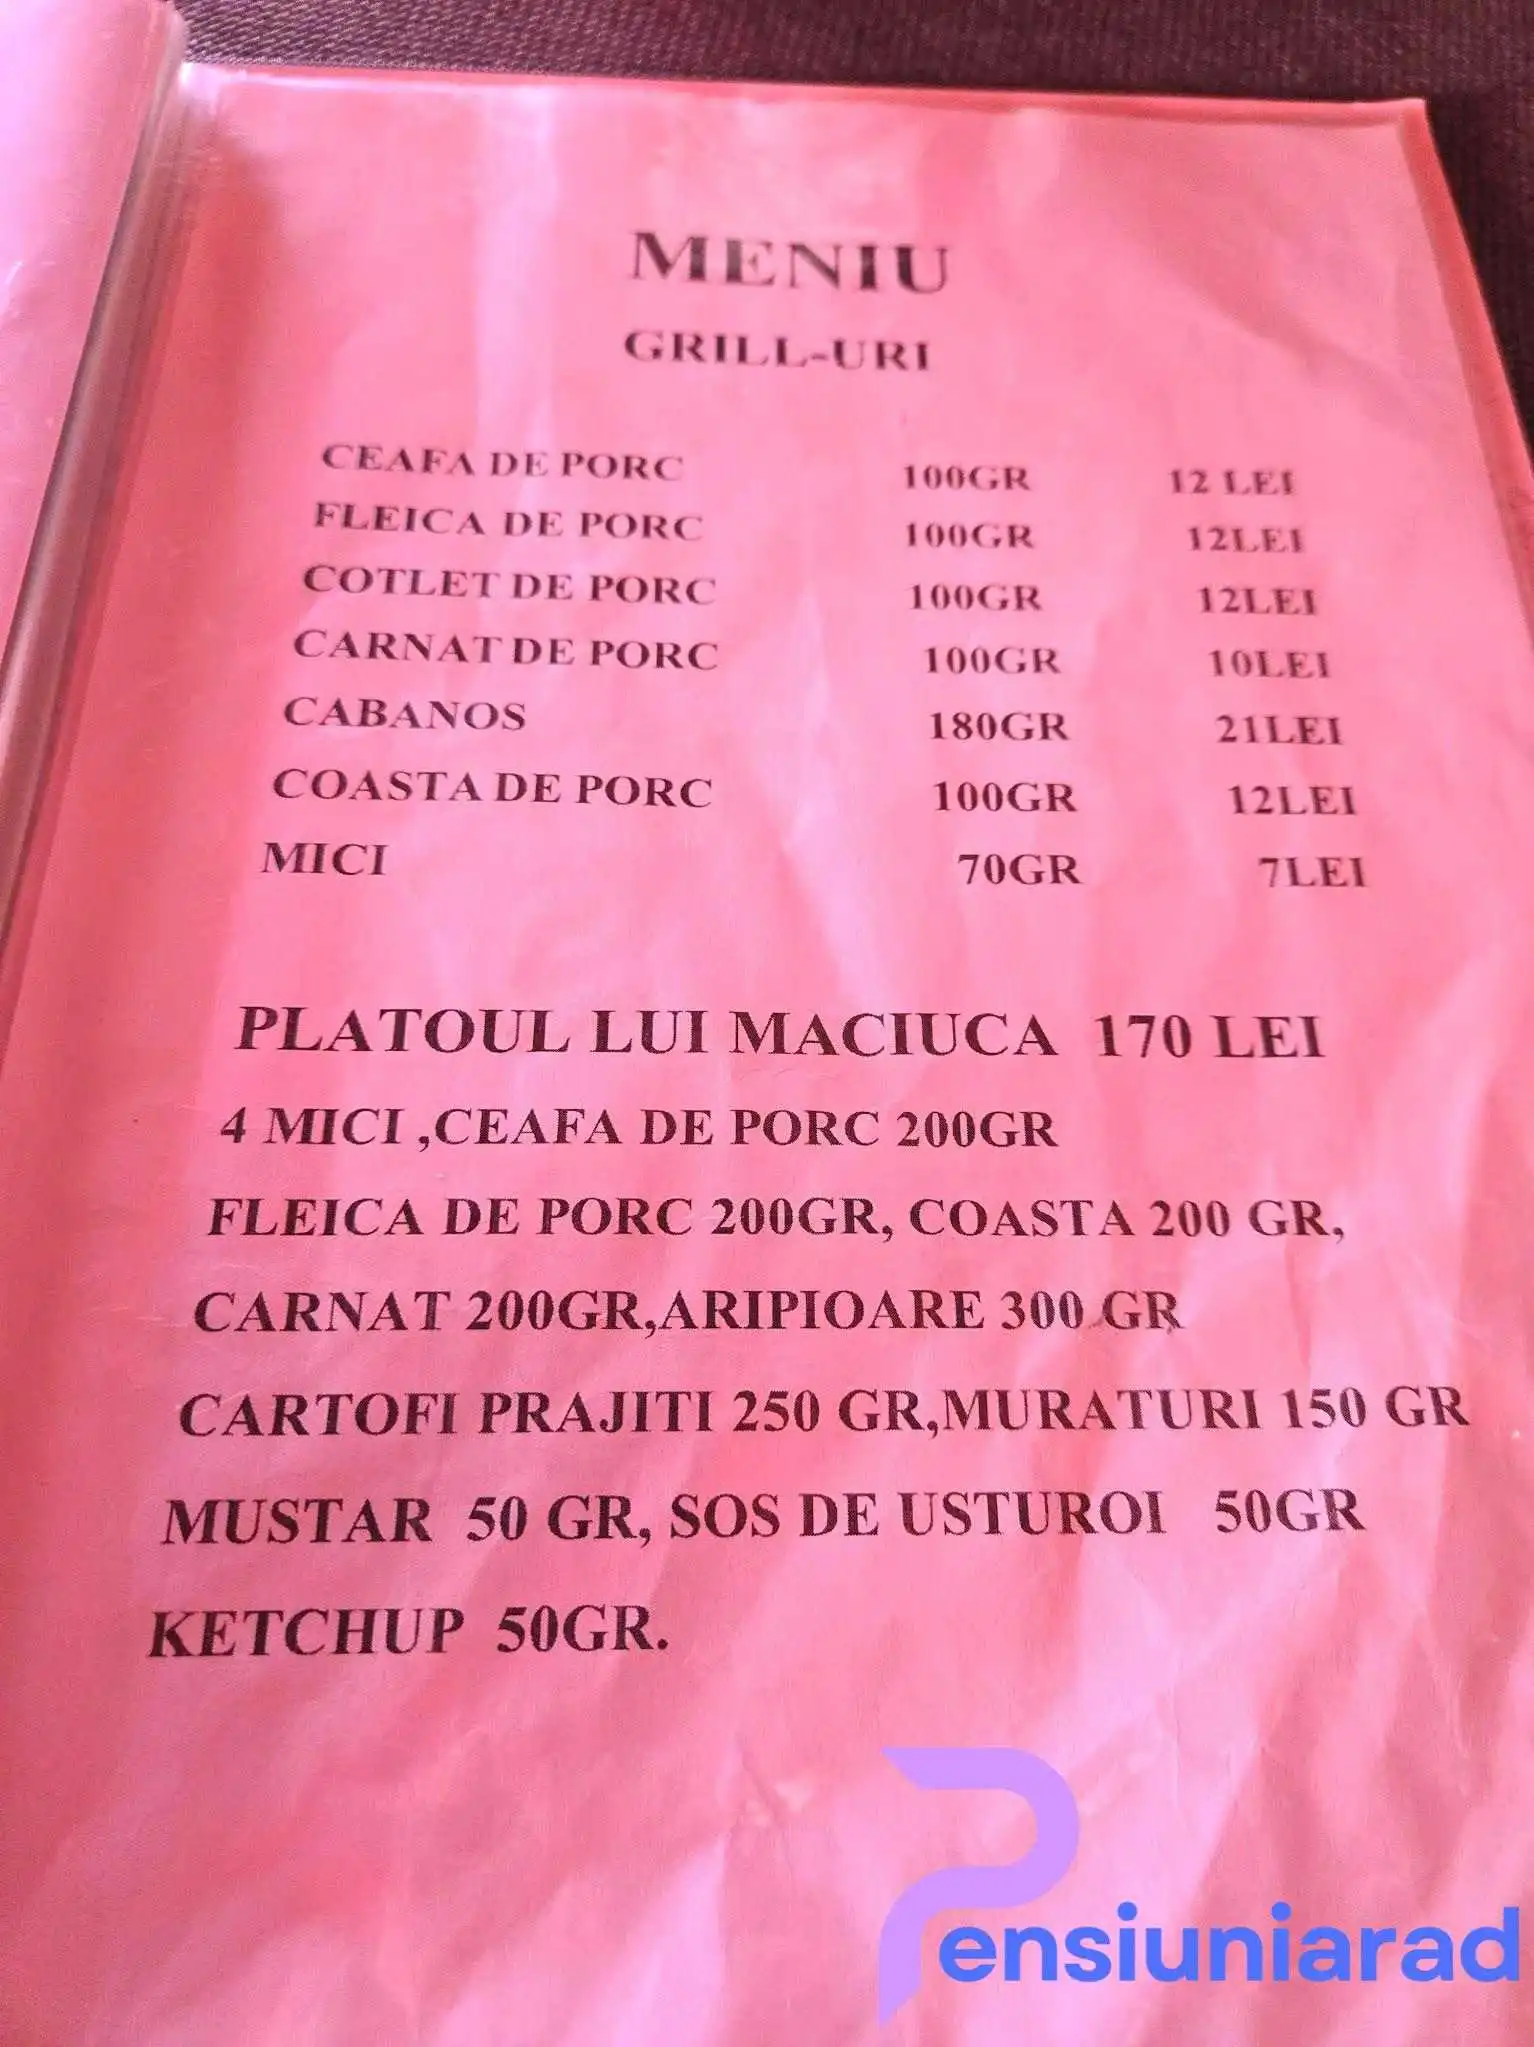 MENIU
GRILL-URI
CEAFA DE PORC 100GR 12 LEI
FLEICA DE PORC 100GR 12LEI
COTLET DE PORC 100GR 12LEI
CARNAT DE PORC 100GR 10LEI
CABANOS 180GR 21LEI
COASTA DE PORC 100GR 12LEI
MICI 70GR 7LEI
PLATOUL LUI MACIUCA 170 LEI
4 MICI ,CEAFA DE PORC 200GR
FLEICA DE PORC 200GR, COASTA 200 GR,
CARNAT 200GR,ARIPIOARE 300 GR
CARTOFI PRAJITI 250 GR,MURATURI 150 GR
MUSTAR 50 GR, SOS DE USTUROI 50GR
KETCHUP 50GR.
Pensiuniarad